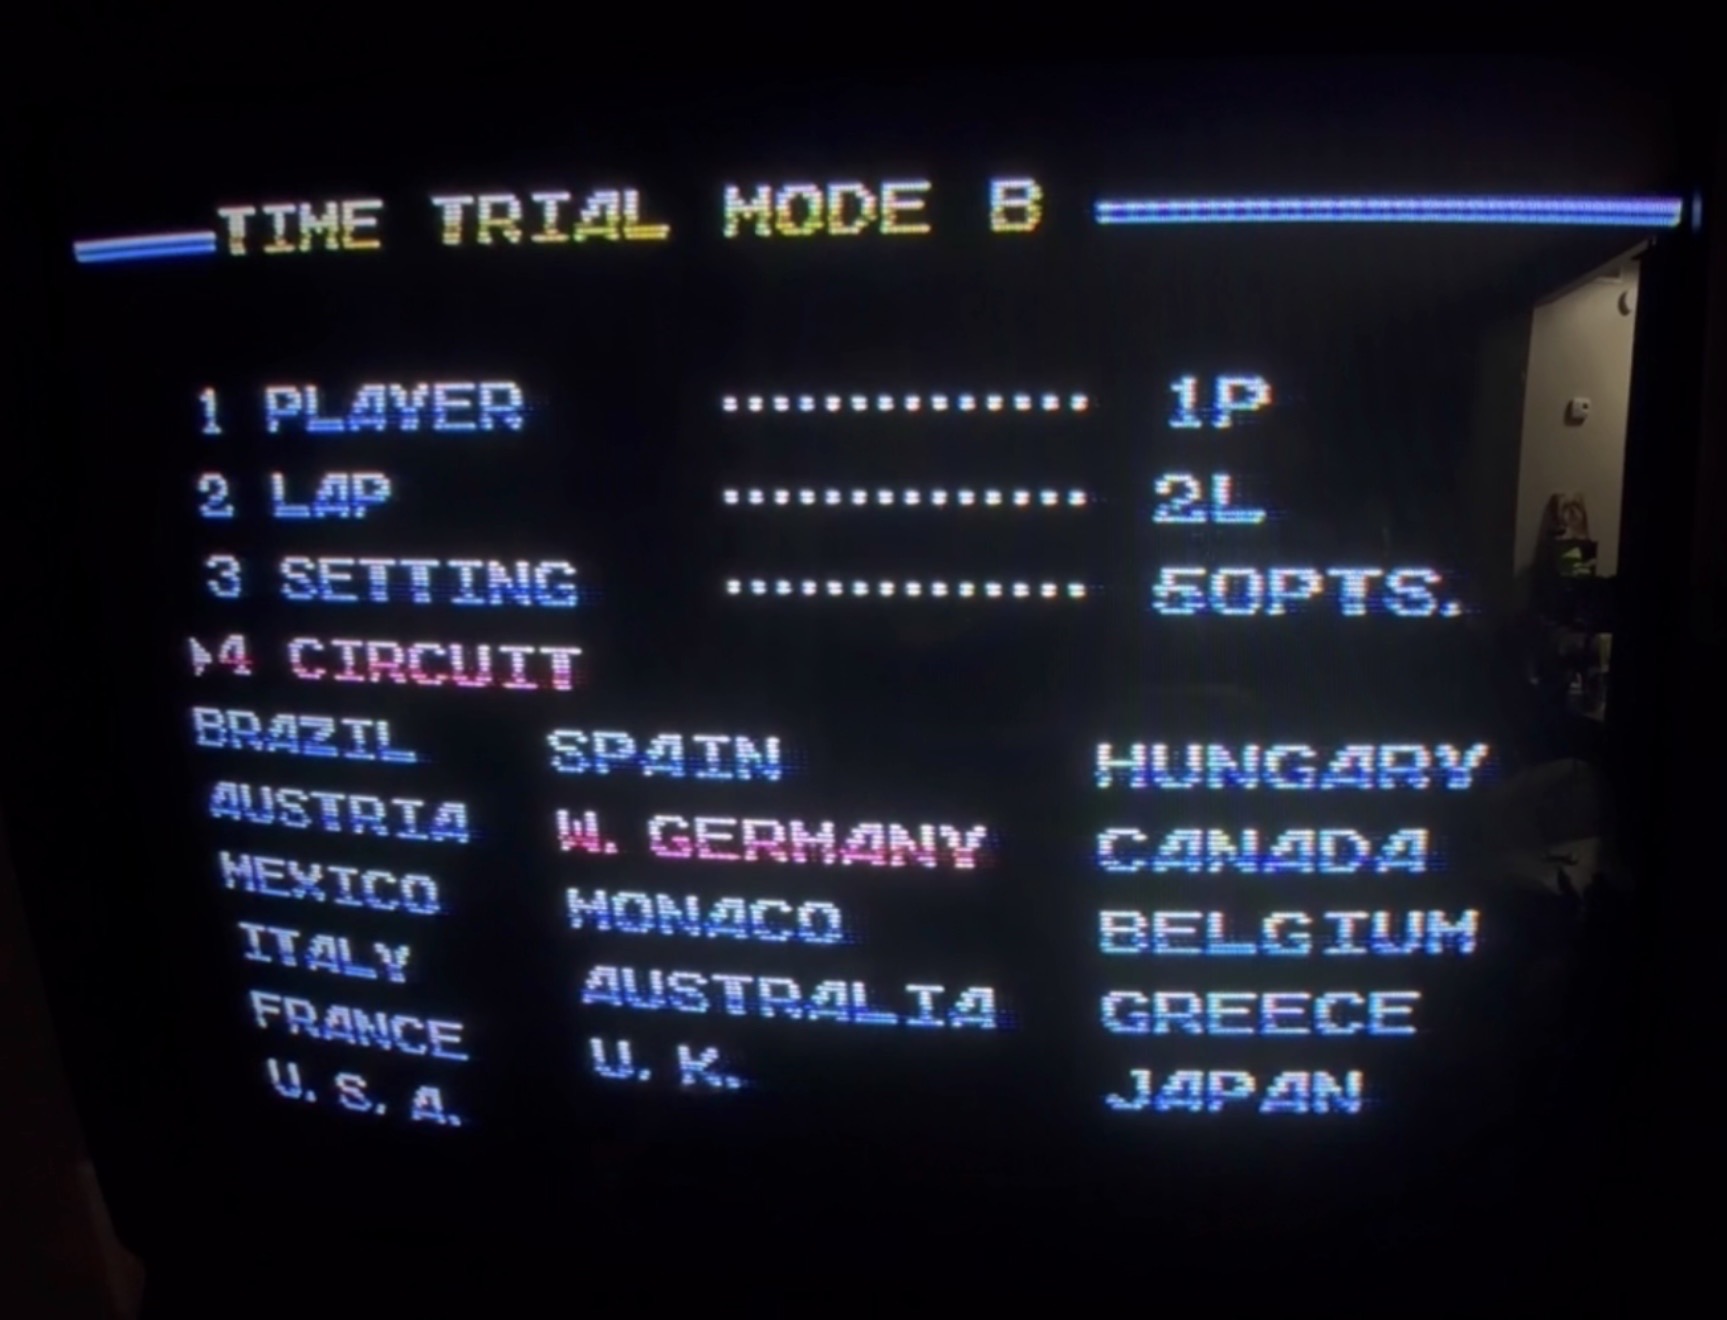 TIME TRIAL MODE B
1 PLAYER .............. 1P
2 LAP .............. 2L
3 SETTING .............. 50PTS.
▶4 CIRCUIT
BRAZIL SPAIN HUNGARY
AUSTRIA W. GERMANY CANADA
MEXICO MONACO BELGIUM
ITALY AUSTRALIA GREECE
FRANCE U. K. JAPAN
U. S. A.